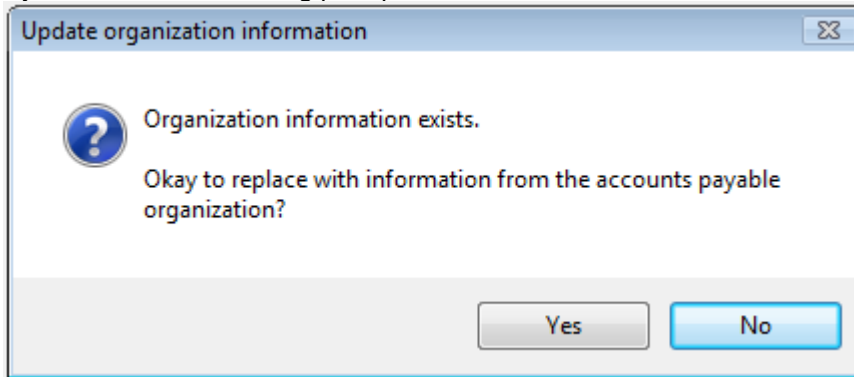 Update organization information
Organization information exists.
Okay to replace with information from the accounts payable
organization?
Yes
No